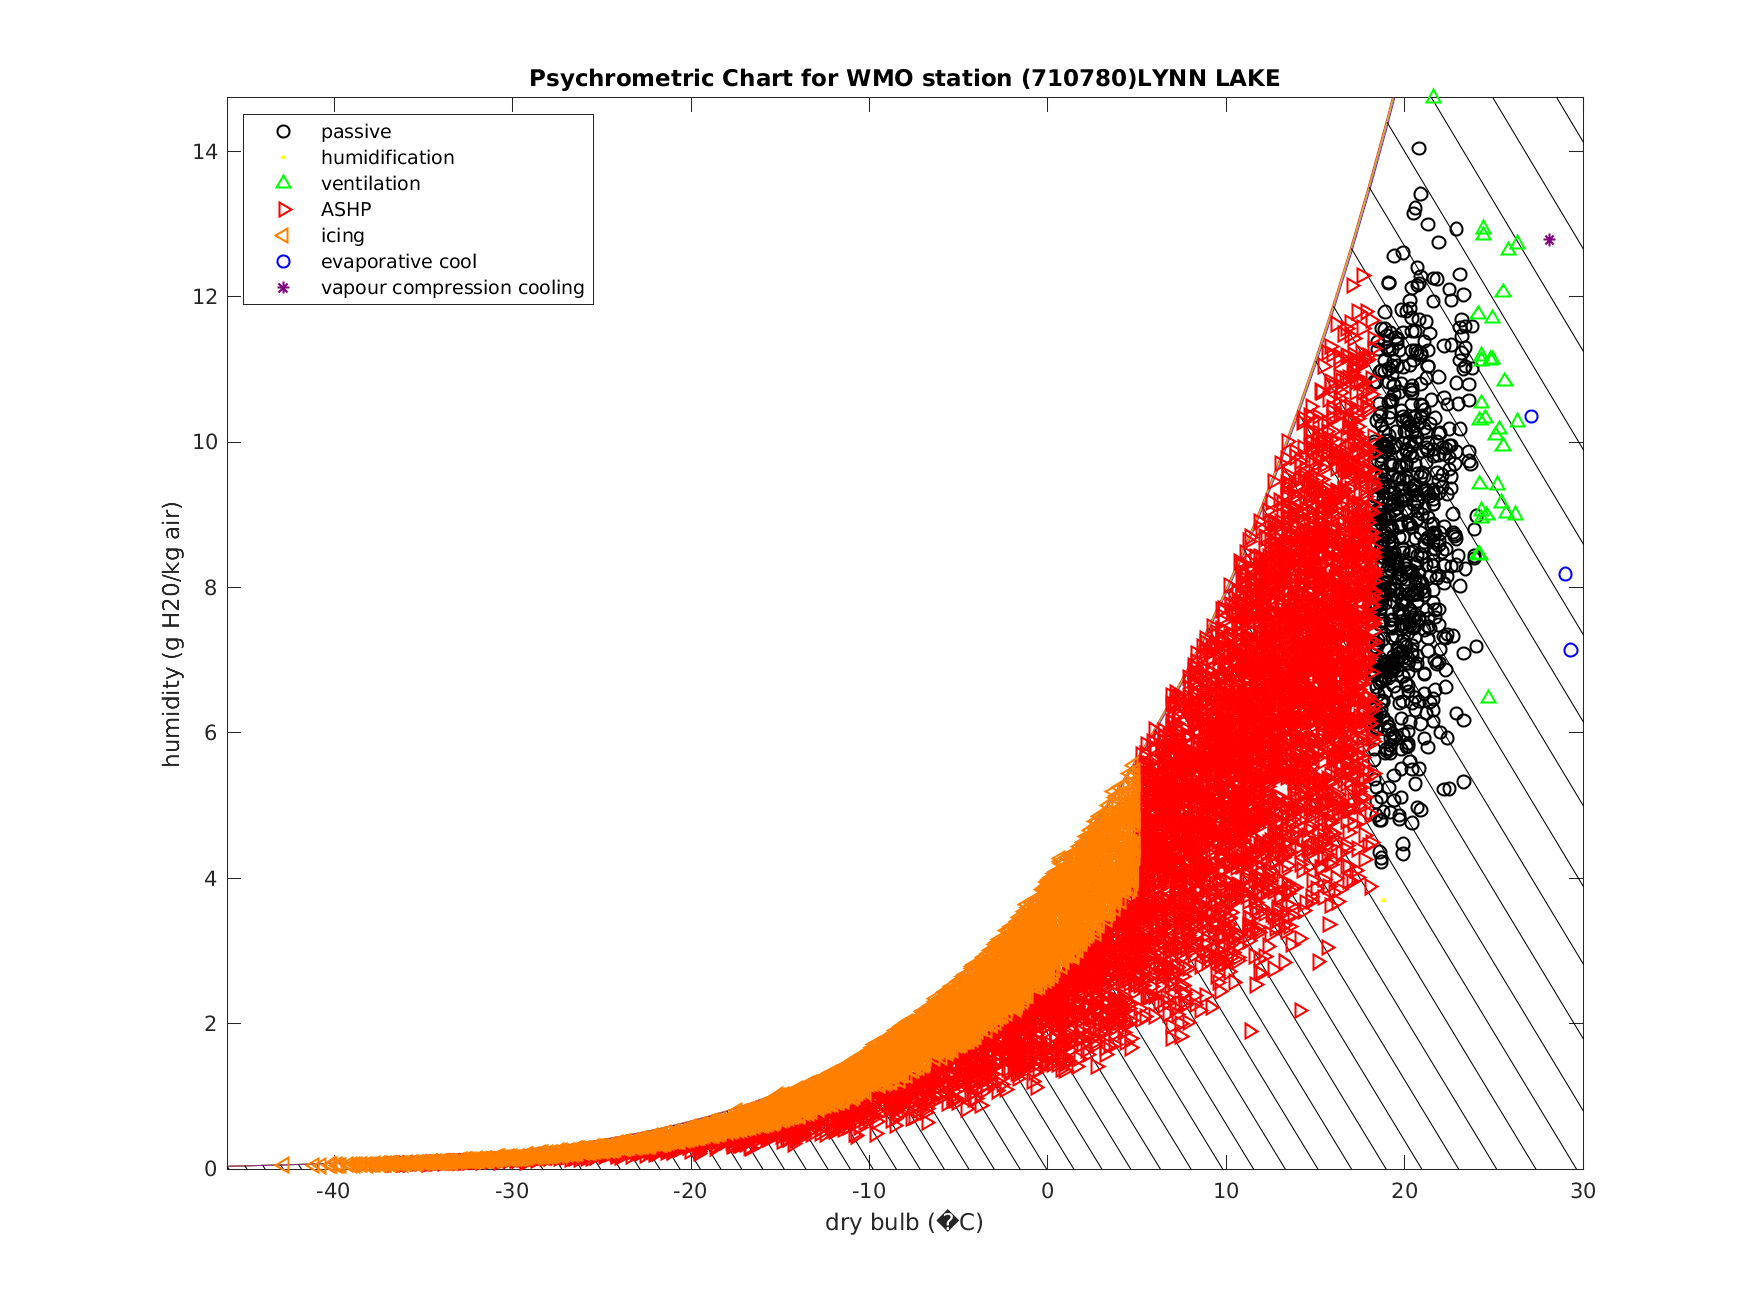 Psychrometric Chart for WMO station (710780)LYNN LAKE
passive
humidification
ventilation
ASHP
icing
evaporative cool
vapour compression cooling
humidity (g H20/kg air)
14
12
10
8
6
4
2
0
-40 -30 -20 -10 0 10 20 30
dry bulb (�C)